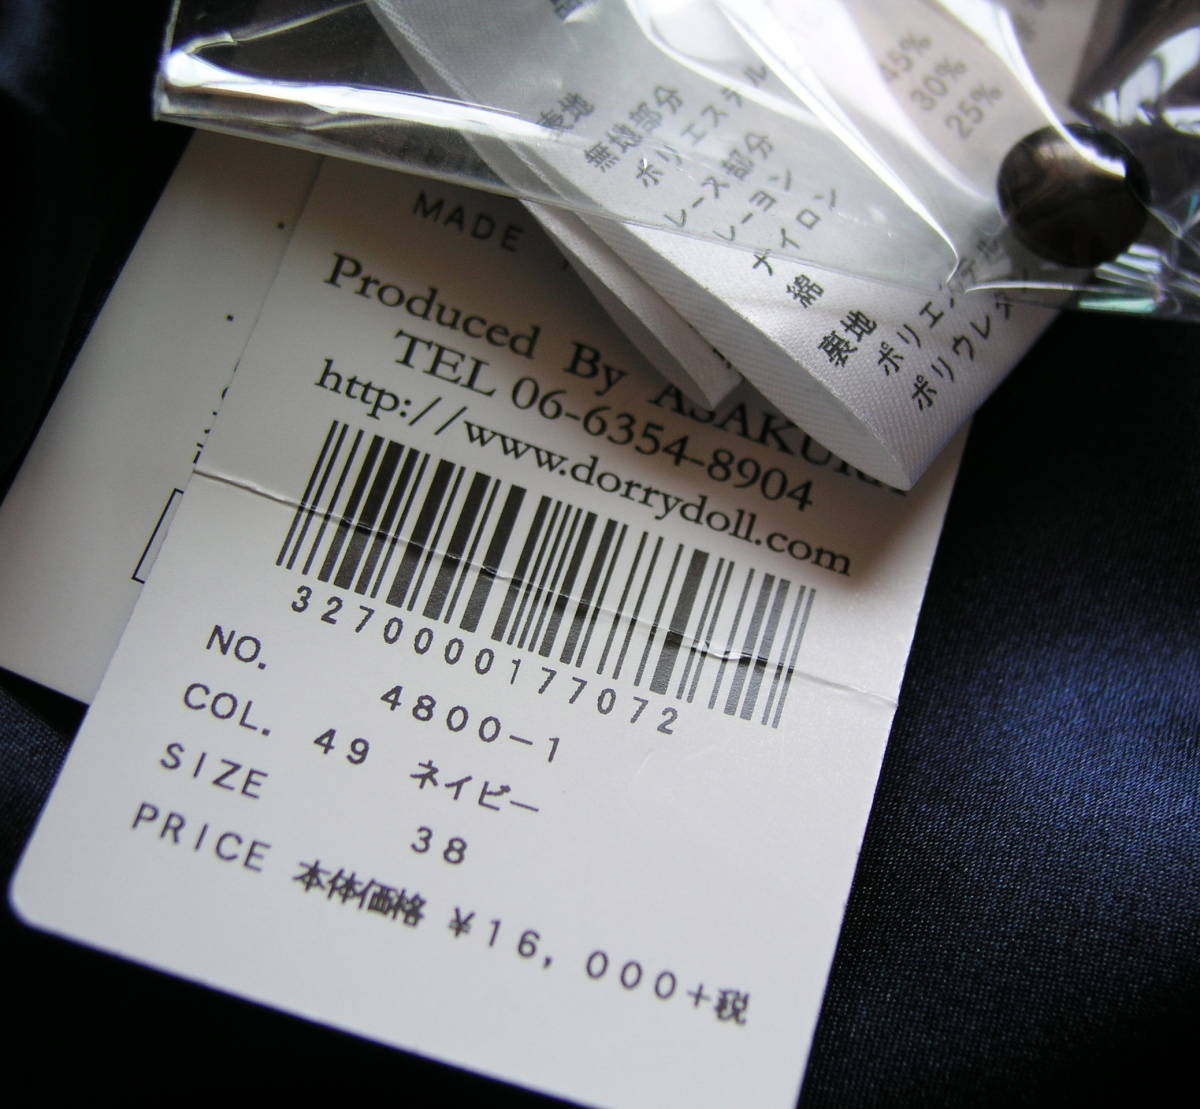 45%
30%
25%
表地
無地部分
ポリエステル
レース部分
レーヨン
ナイロン
綿
裏地
MADE
Produced By ASAKURA
TEL 06-6354-8904
http://www.dorrydoll.com
3270000177072
NO. 4800-1
COL. 49 ネイビー
SIZE 38
PRICE 本体価格 ¥16,000+税